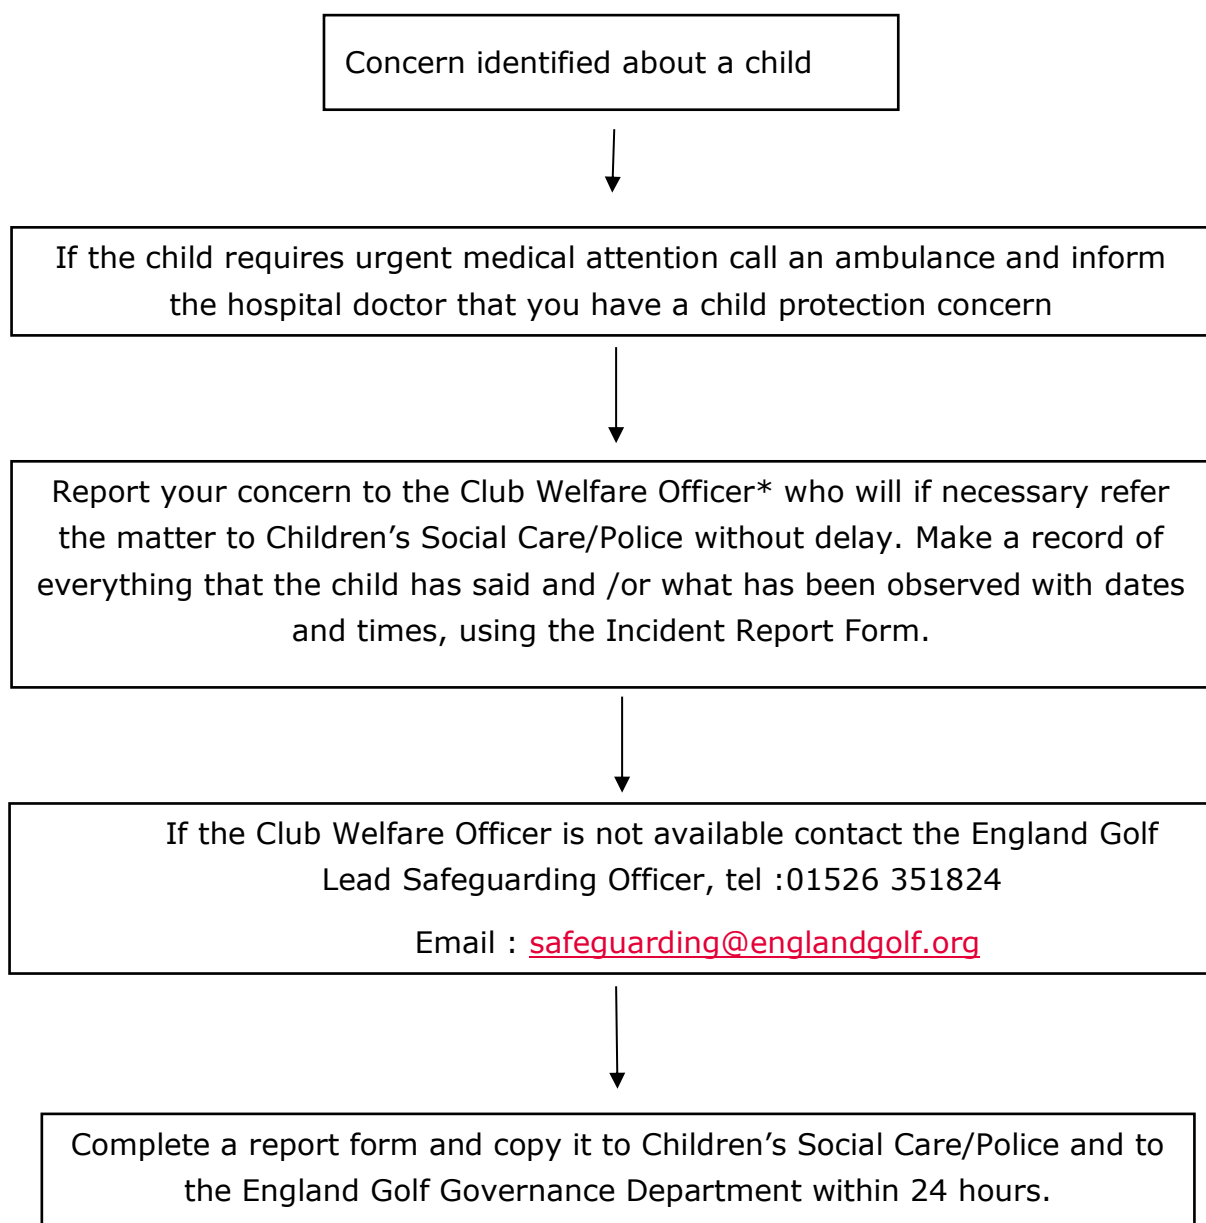 Concern identified about a child
If the child requires urgent medical attention call an ambulance and inform
the hospital doctor that you have a child protection concern
Report your concern to the Club Welfare Officer* who will if necessary refer
the matter to Children’s Social Care/Police without delay. Make a record of
everything that the child has said and /or what has been observed with dates
and times, using the Incident Report Form.
If the Club Welfare Officer is not available contact the England Golf
Lead Safeguarding Officer, tel :01526 351824
Email : safeguarding@englandgolf.org
Complete a report form and copy it to Children’s Social Care/Police and to
the England Golf Governance Department within 24 hours.